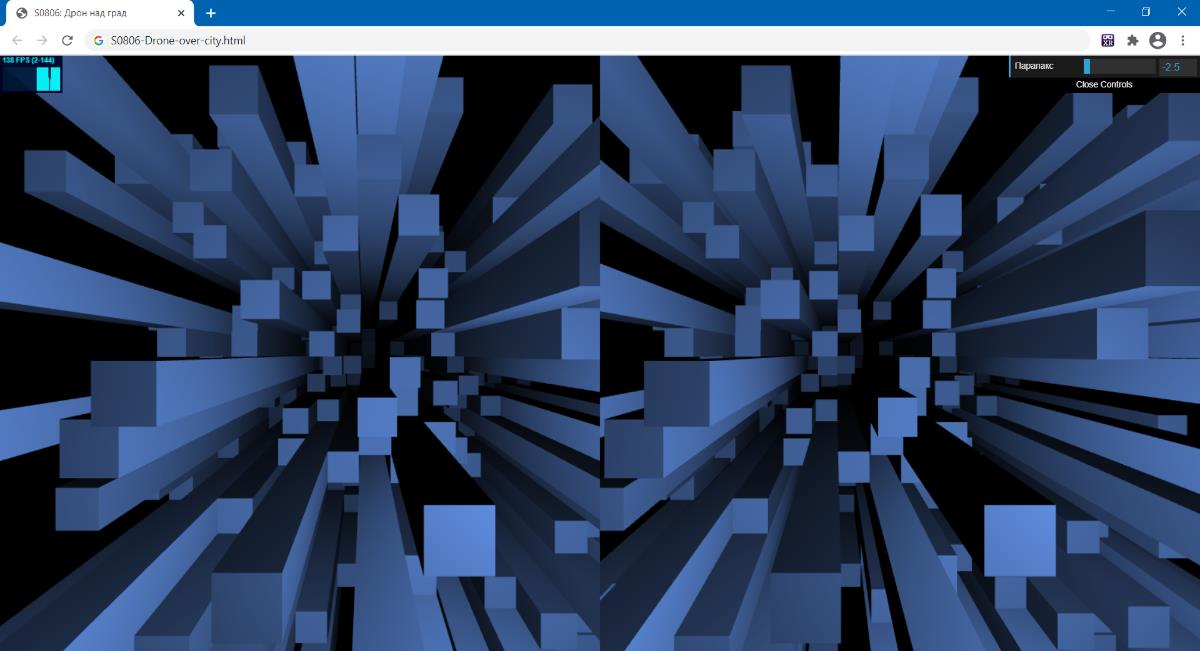 S0806: Дрон над град
S0806-Drone-over-city.html
138 FPS (2-144)
Паралакс
-2.5
Close Controls